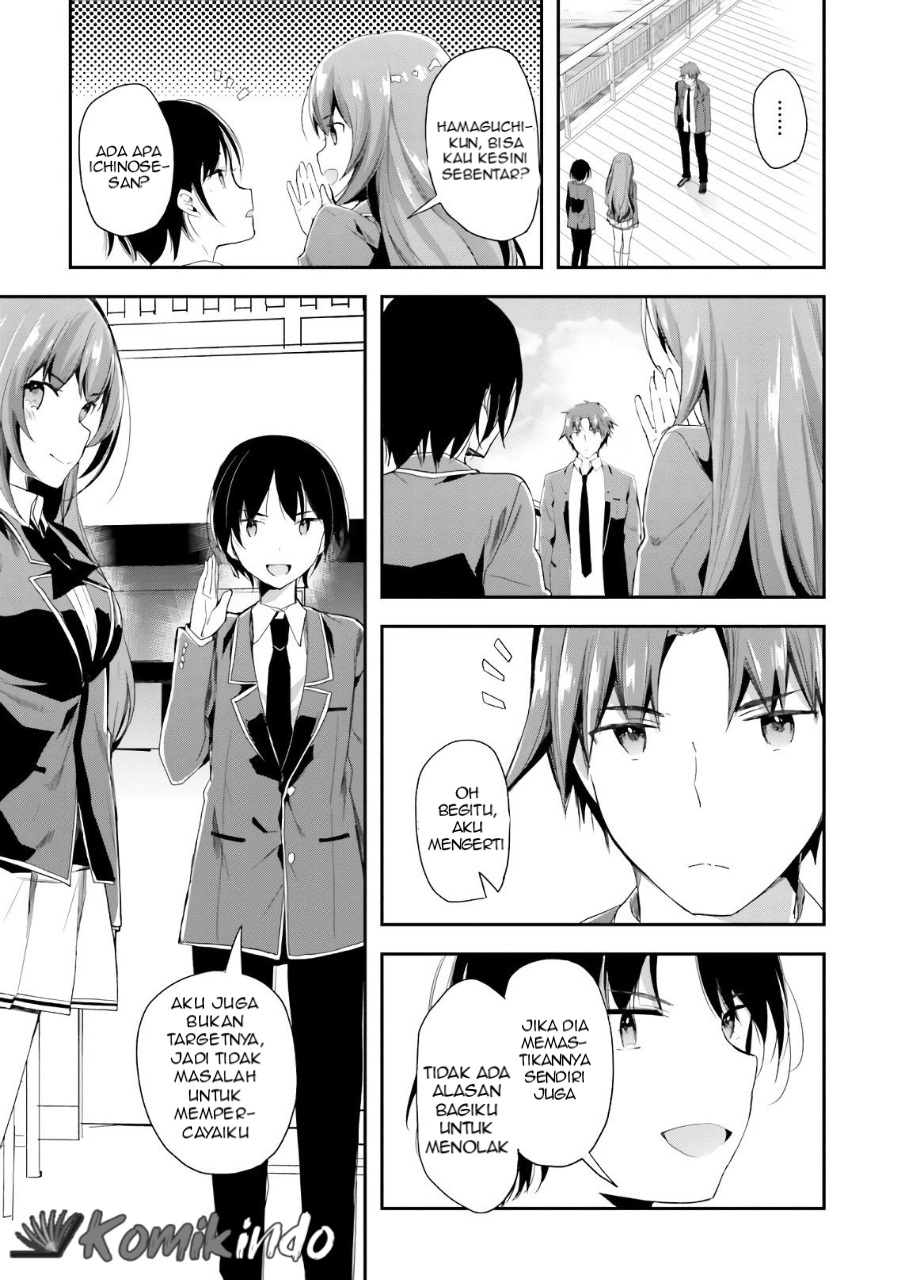 ......
HAMAGUCHI-
KUN, BISA
KAU KESINI
SEBENTAR?
ADA APA
ICHINOSE-
SAN?
OH
BEGITU,
AKU
MENGERTI
JIKA DIA
MEMAS-
TIKANNYA
SENDIRI
JUGA
TIDAK ADA
ALASAN
BAGIKU
UNTUK
MENOLAK
AKU JUGA
BUKAN
TARGETNYA,
JADI TIDAK
MASALAH
UNTUK
MEMPER-
CAYAIKU
Komikindo